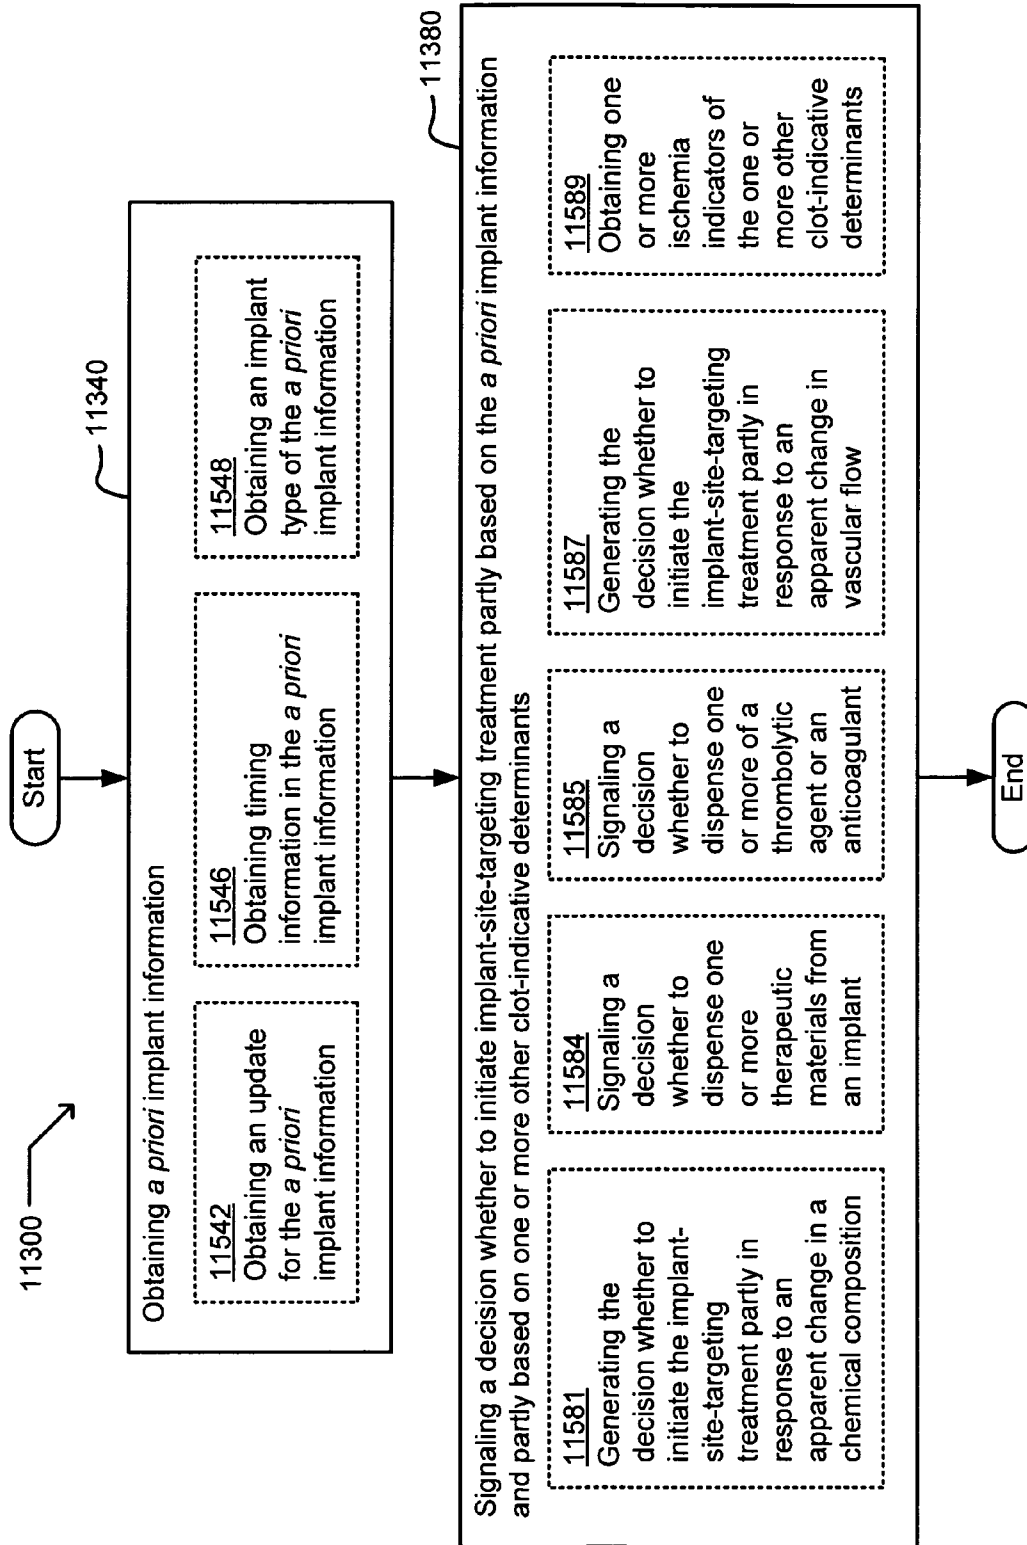 11300
Start
11340
Obtaining a priori implant information
11542
Obtaining an update
for the a priori
implant information
11546
Obtaining timing
information in the a priori
implant information
11548
Obtaining an implant
type of the a priori
implant information
11380
Signaling a decision whether to initiate implant-site-targeting treatment partly based on the a priori implant information
and partly based on one or more other clot-indicative determinants
11581
Generating the
decision whether to
initiate the implant-
site-targeting
treatment partly in
response to an
apparent change in a
chemical composition
11584
Signaling a
decision
whether to
dispense one
or more
therapeutic
materials from
an implant
11585
Signaling a
decision
whether to
dispense one
or more of a
thrombolytic
agent or an
anticoagulant
11587
Generating the
decision whether to
initiate the
implant-site-targeting
treatment partly in
response to an
apparent change in
vascular flow
11589
Obtaining one
or more
ischemia
indicators of
the one or
more other
clot-indicative
determinants
End